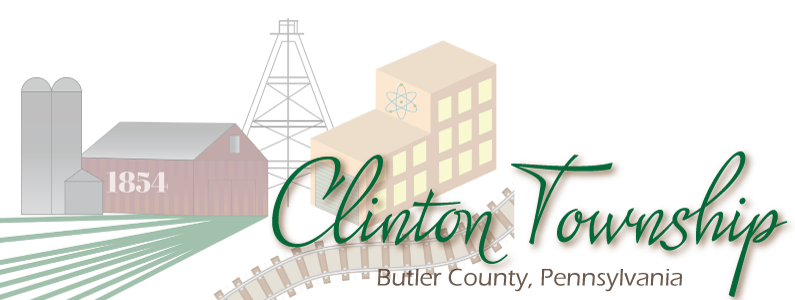 1854
Clinton Township
Butler County, Pennsylvania